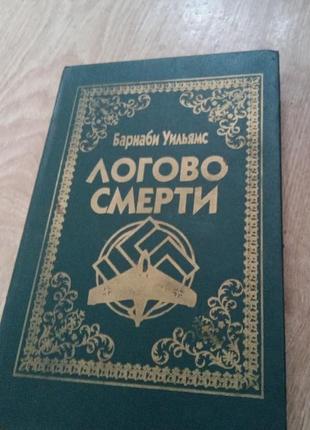 Барнаби Уильямс
ЛОГОВО
СМЕРТИ